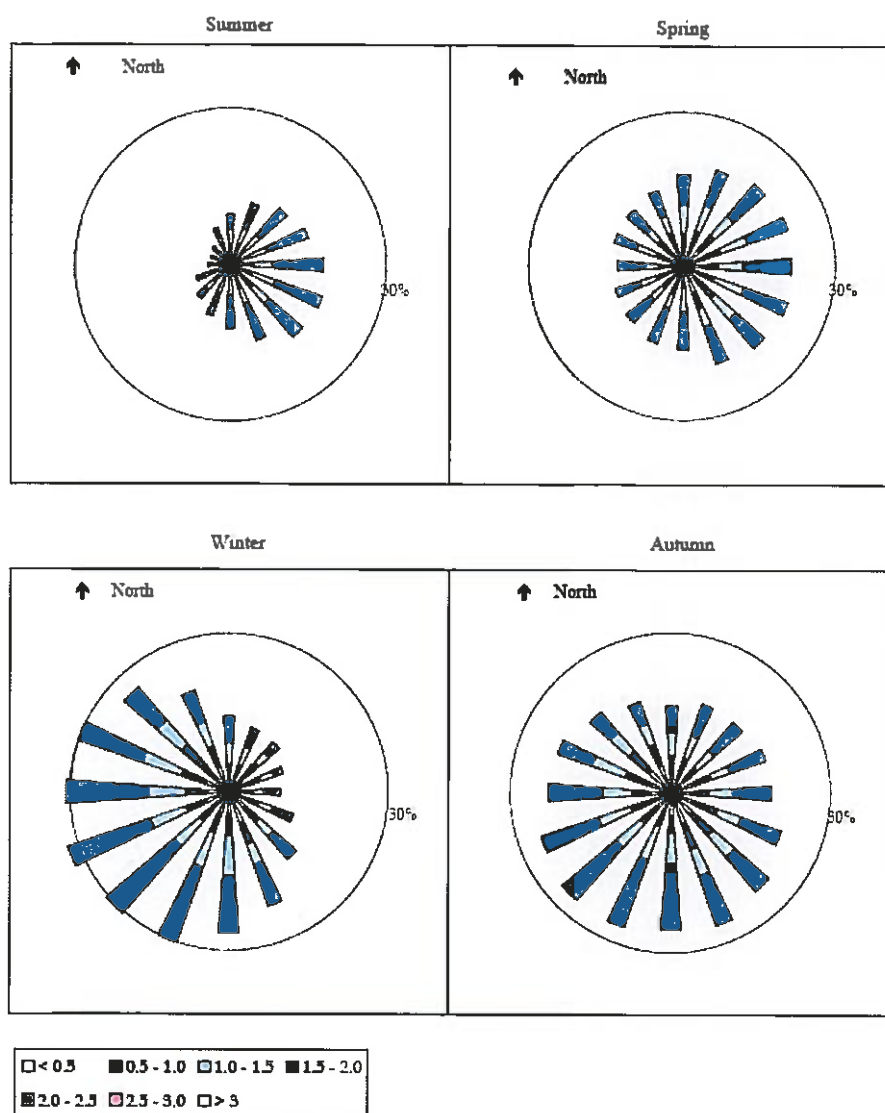 Summer Spring
North North
30% 30%
Winter Autumn
North North
30% 30%
□ < 0.5 ■ 0.5 - 1.0 □ 1.0 - 1.5 ■ 1.5 - 2.0
■ 2.0 - 2.5 □ 2.5 - 3.0 □ > 3